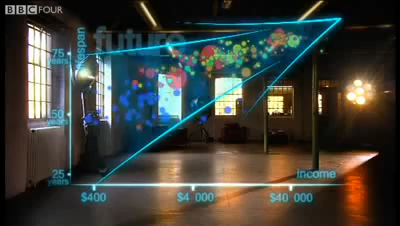 BBC FOUR
lifespan
future
75
years
50
years
25
years
income
$400
$4 000
$40 000